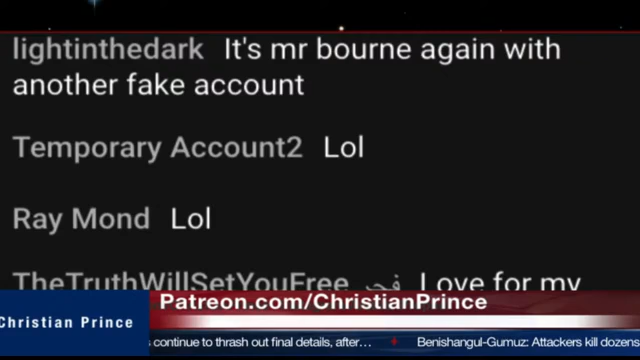 lightinthedark It's mr bourne again with
another fake account
Temporary Account2 Lol
Ray Mond Lol
TheTruthWillSetYouFree في Love for my
Patreon.com/ChristianPrince
Christian Prince
s continue to thrash out final details, after… Benishangul-Gumuz: Attackers kill dozens